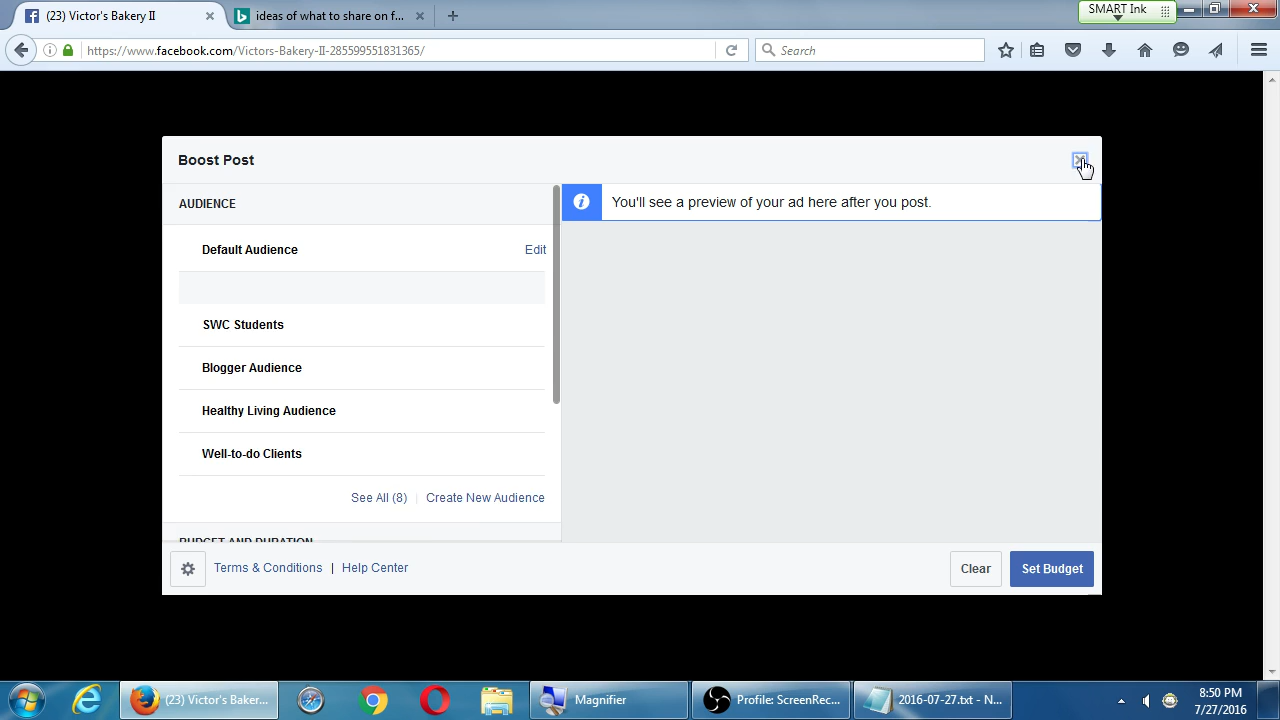 (23) Victor's Bakery II
ideas of what to share on f...
SMART Ink
https://www.facebook.com/Victors-Bakery-II-285599551831365/
Search
Boost Post
AUDIENCE
You'll see a preview of your ad here after you post.
Default Audience
Edit
SWC Students
Blogger Audience
Healthy Living Audience
Well-to-do Clients
See All (8) | Create New Audience
BUDGET AND DURATION
Terms & Conditions | Help Center
Clear
Set Budget
(23) Victor's Baker...
Magnifier
Profile: ScreenRec...
2016-07-27.txt - N...
8:50 PM
7/27/2016